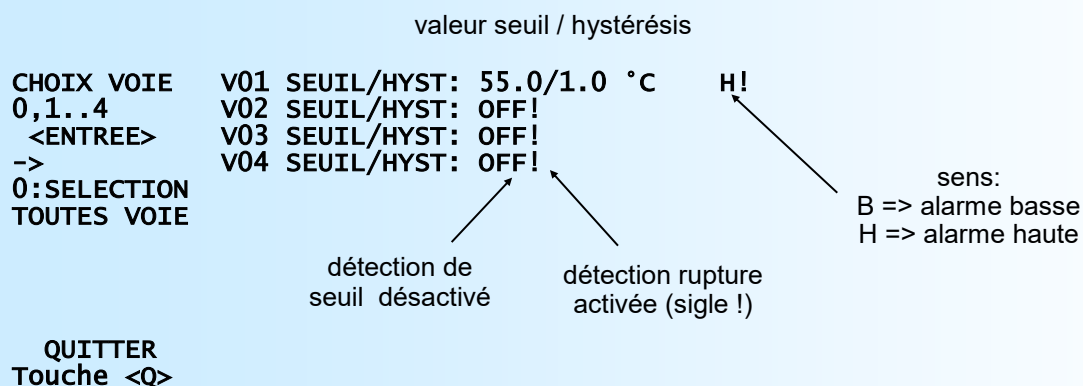 valeur seuil / hystérésis
CHOIX VOIE V01 SEUIL/HYST: 55.0/1.0 °C H!
0,1..4 V02 SEUIL/HYST: OFF!
<ENTREE> V03 SEUIL/HYST: OFF!
-> V04 SEUIL/HYST: OFF!
0:SELECTION
TOUTES VOIE
sens:
B => alarme basse
H => alarme haute
détection de
seuil désactivé
détection rupture
activée (sigle !)
QUITTER
Touche <Q>